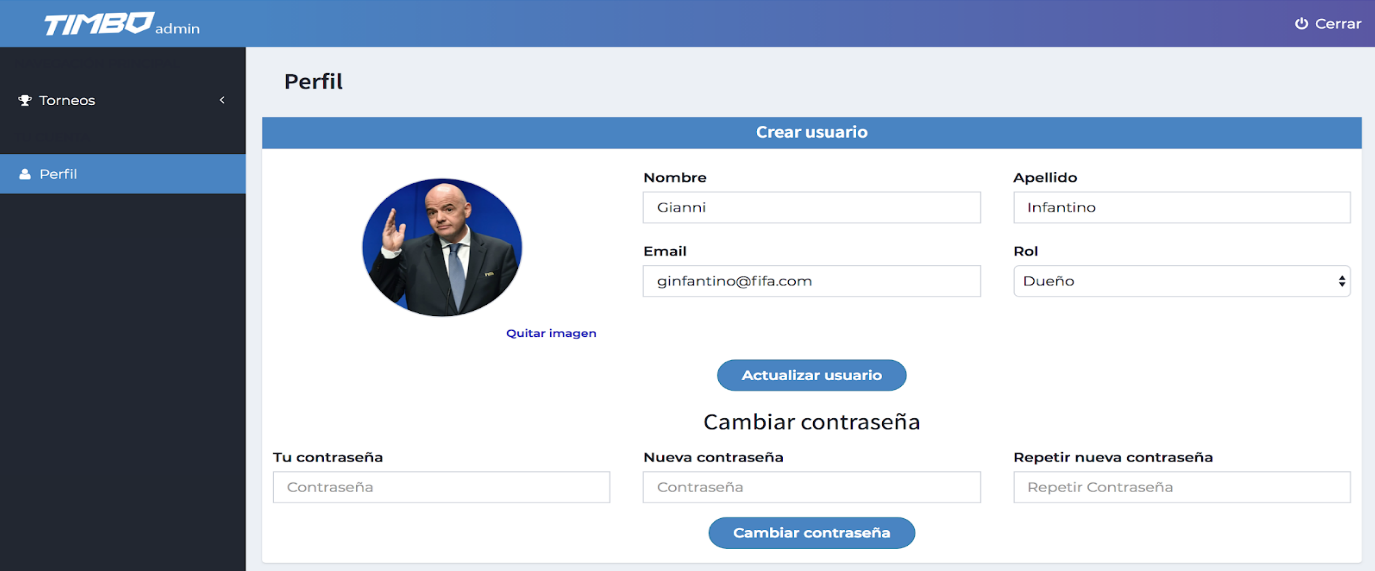 TIMBO admin
Cerrar
Torneos
Perfil
Perfil
Crear usuario
Nombre
Apellido
Gianni
Infantino
Email
Rol
ginfantino@fifa.com
Dueño
Quitar imagen
Actualizar usuario
Cambiar contraseña
Tu contraseña
Nueva contraseña
Repetir nueva contraseña
Contraseña
Contraseña
Repetir Contraseña
Cambiar contraseña